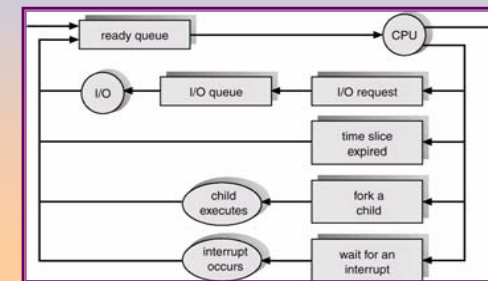 ready queue
CPU
I/O
I/O queue
I/O request
time slice
expired
child
executes
fork a
child
interrupt
occurs
wait for an
interrupt